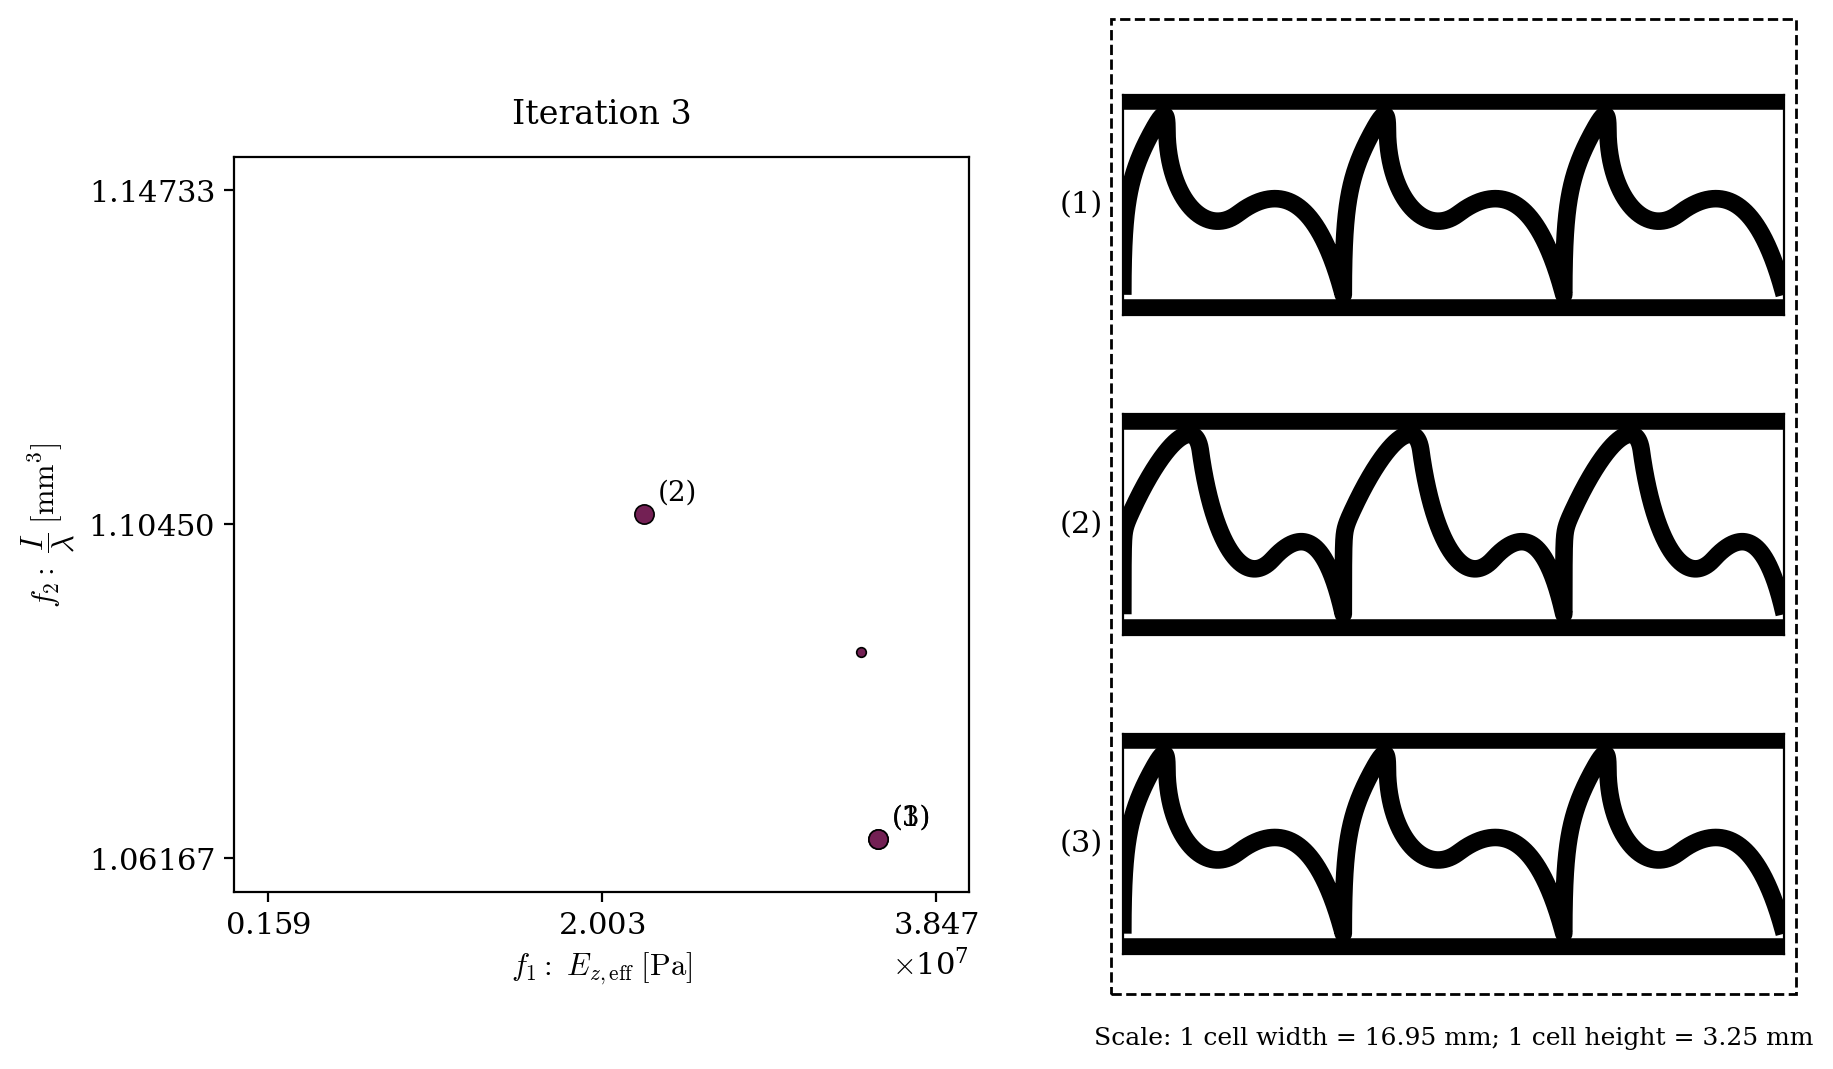 Iteration 3
1.14733
1.10450
1.06167
f₂ : I/λ [mm³]
(2)
(1)
(3)
0.159 2.003 3.847
×10⁷
f₁ : E_{z, eff} [Pa]
(1)
(2)
(3)
Scale: 1 cell width = 16.95 mm; 1 cell height = 3.25 mm